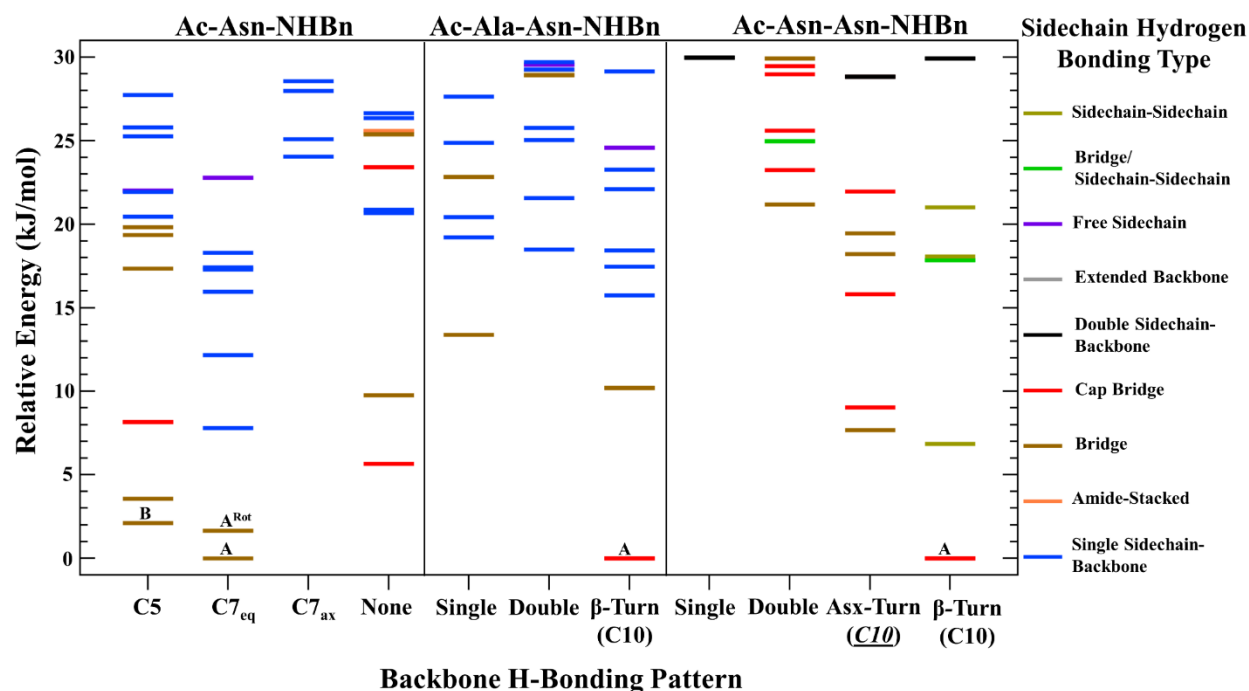 Ac-Asn-NHBn
Ac-Ala-Asn-NHBn
Ac-Asn-Asn-NHBn
Sidechain Hydrogen
Bonding Type
Relative Energy (kJ/mol)
30
25
20
15
10
5
0
B
A^Rot
A
A
A
Sidechain-Sidechain
Bridge/
Sidechain-Sidechain
Free Sidechain
Extended Backbone
Double Sidechain-
Backbone
Cap Bridge
Bridge
Amide-Stacked
Single Sidechain-
Backbone
C5
C7eq
C7ax
None
Single
Double
β-Turn
(C10)
Single
Double
Asx-Turn
(C10)
β-Turn
(C10)
Backbone H-Bonding Pattern